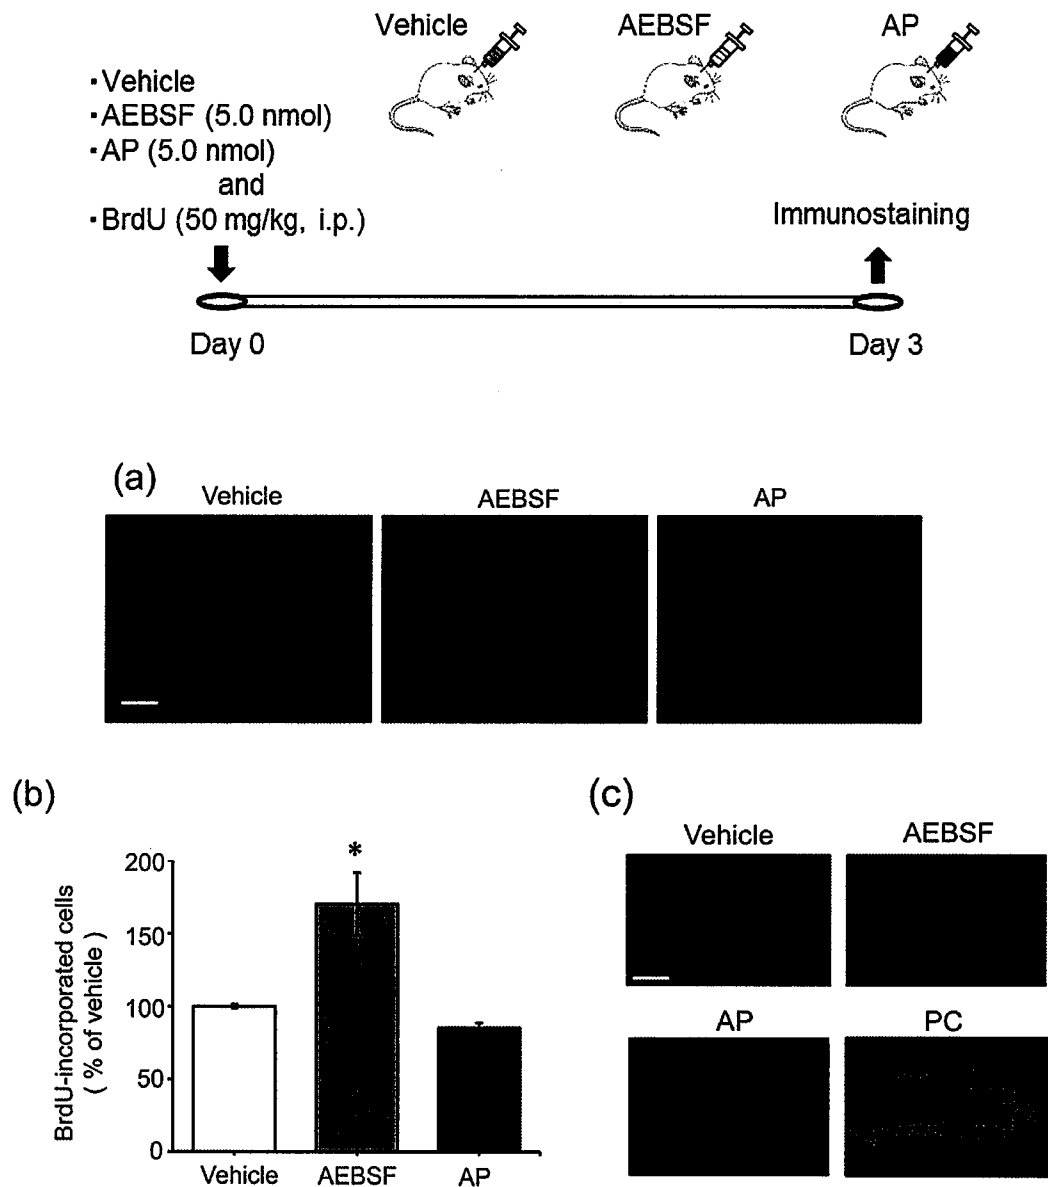 Vehicle AEBSF AP
・Vehicle
・AEBSF (5.0 nmol)
・AP (5.0 nmol)
and
・BrdU (50 mg/kg, i.p.)
Immunostaining
Day 0 Day 3
(a)
Vehicle AEBSF AP
(b)
BrdU-incorporated cells
( % of vehicle )
200
150
100
50
0
*
Vehicle AEBSF AP
(c)
Vehicle AEBSF
AP PC